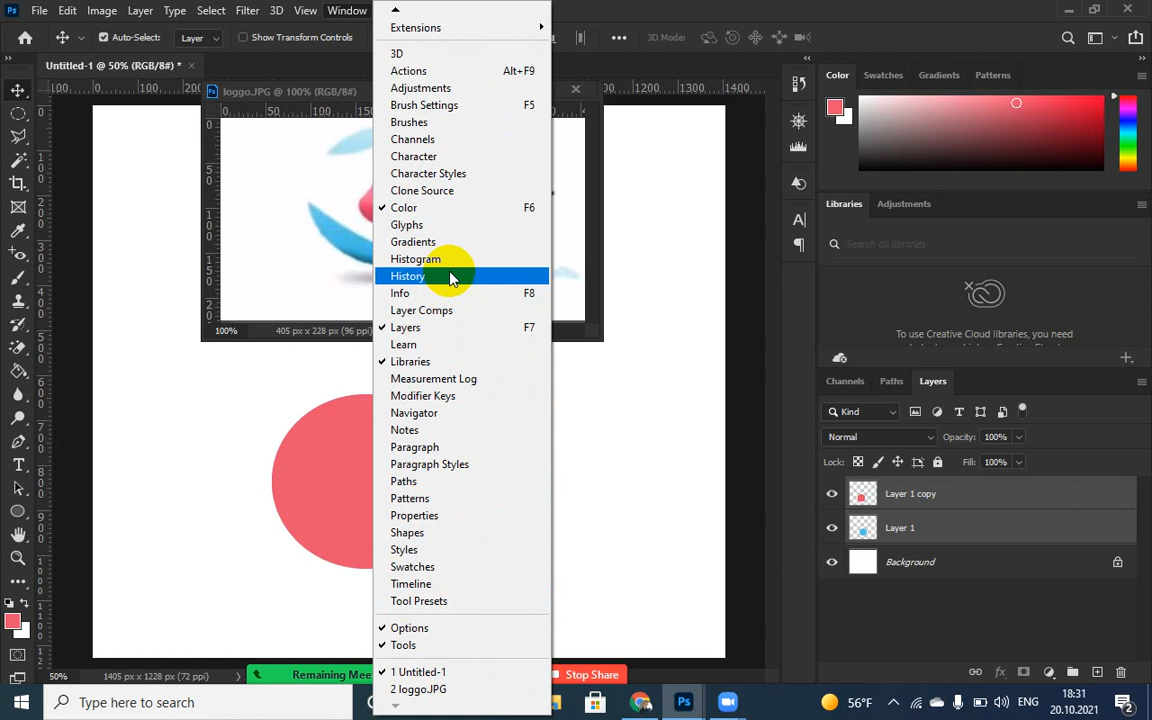 Ps File Edit Image Layer Type Select Filter 3D View Window
Auto-Select: Layer Show Transform Controls 3D Mode:
Untitled-1 @ 50% (RGB/8#) *
loggo.JPG @ 100% (RGB/8#)
Extensions
3D
Actions Alt+F9
Adjustments
Brush Settings F5
Brushes
Channels
Character
Character Styles
Clone Source
Color F6
Glyphs
Gradients
Histogram
History
Info F8
Layer Comps
Layers F7
Learn
Libraries
Measurement Log
Modifier Keys
Navigator
Notes
Paragraph
Paragraph Styles
Paths
Patterns
Properties
Shapes
Styles
Swatches
Timeline
Tool Presets
Options
Tools
1 Untitled-1
2 loggo.JPG
100% 405 px x 228 px (96 ppi)
Color Swatches Gradients Patterns
Libraries Adjustments
Search all libraries
To use Creative Cloud libraries, you
need
Channels Paths Layers
Kind
Normal Opacity: 100%
Lock: Fill: 100%
Layer 1 copy
Layer 1
Background
50% 1405 px x 1228 px (72 ppi)
Remaining Mee
Stop Share
Type here to search
56°F ENG 18:31
20.10.2021
2